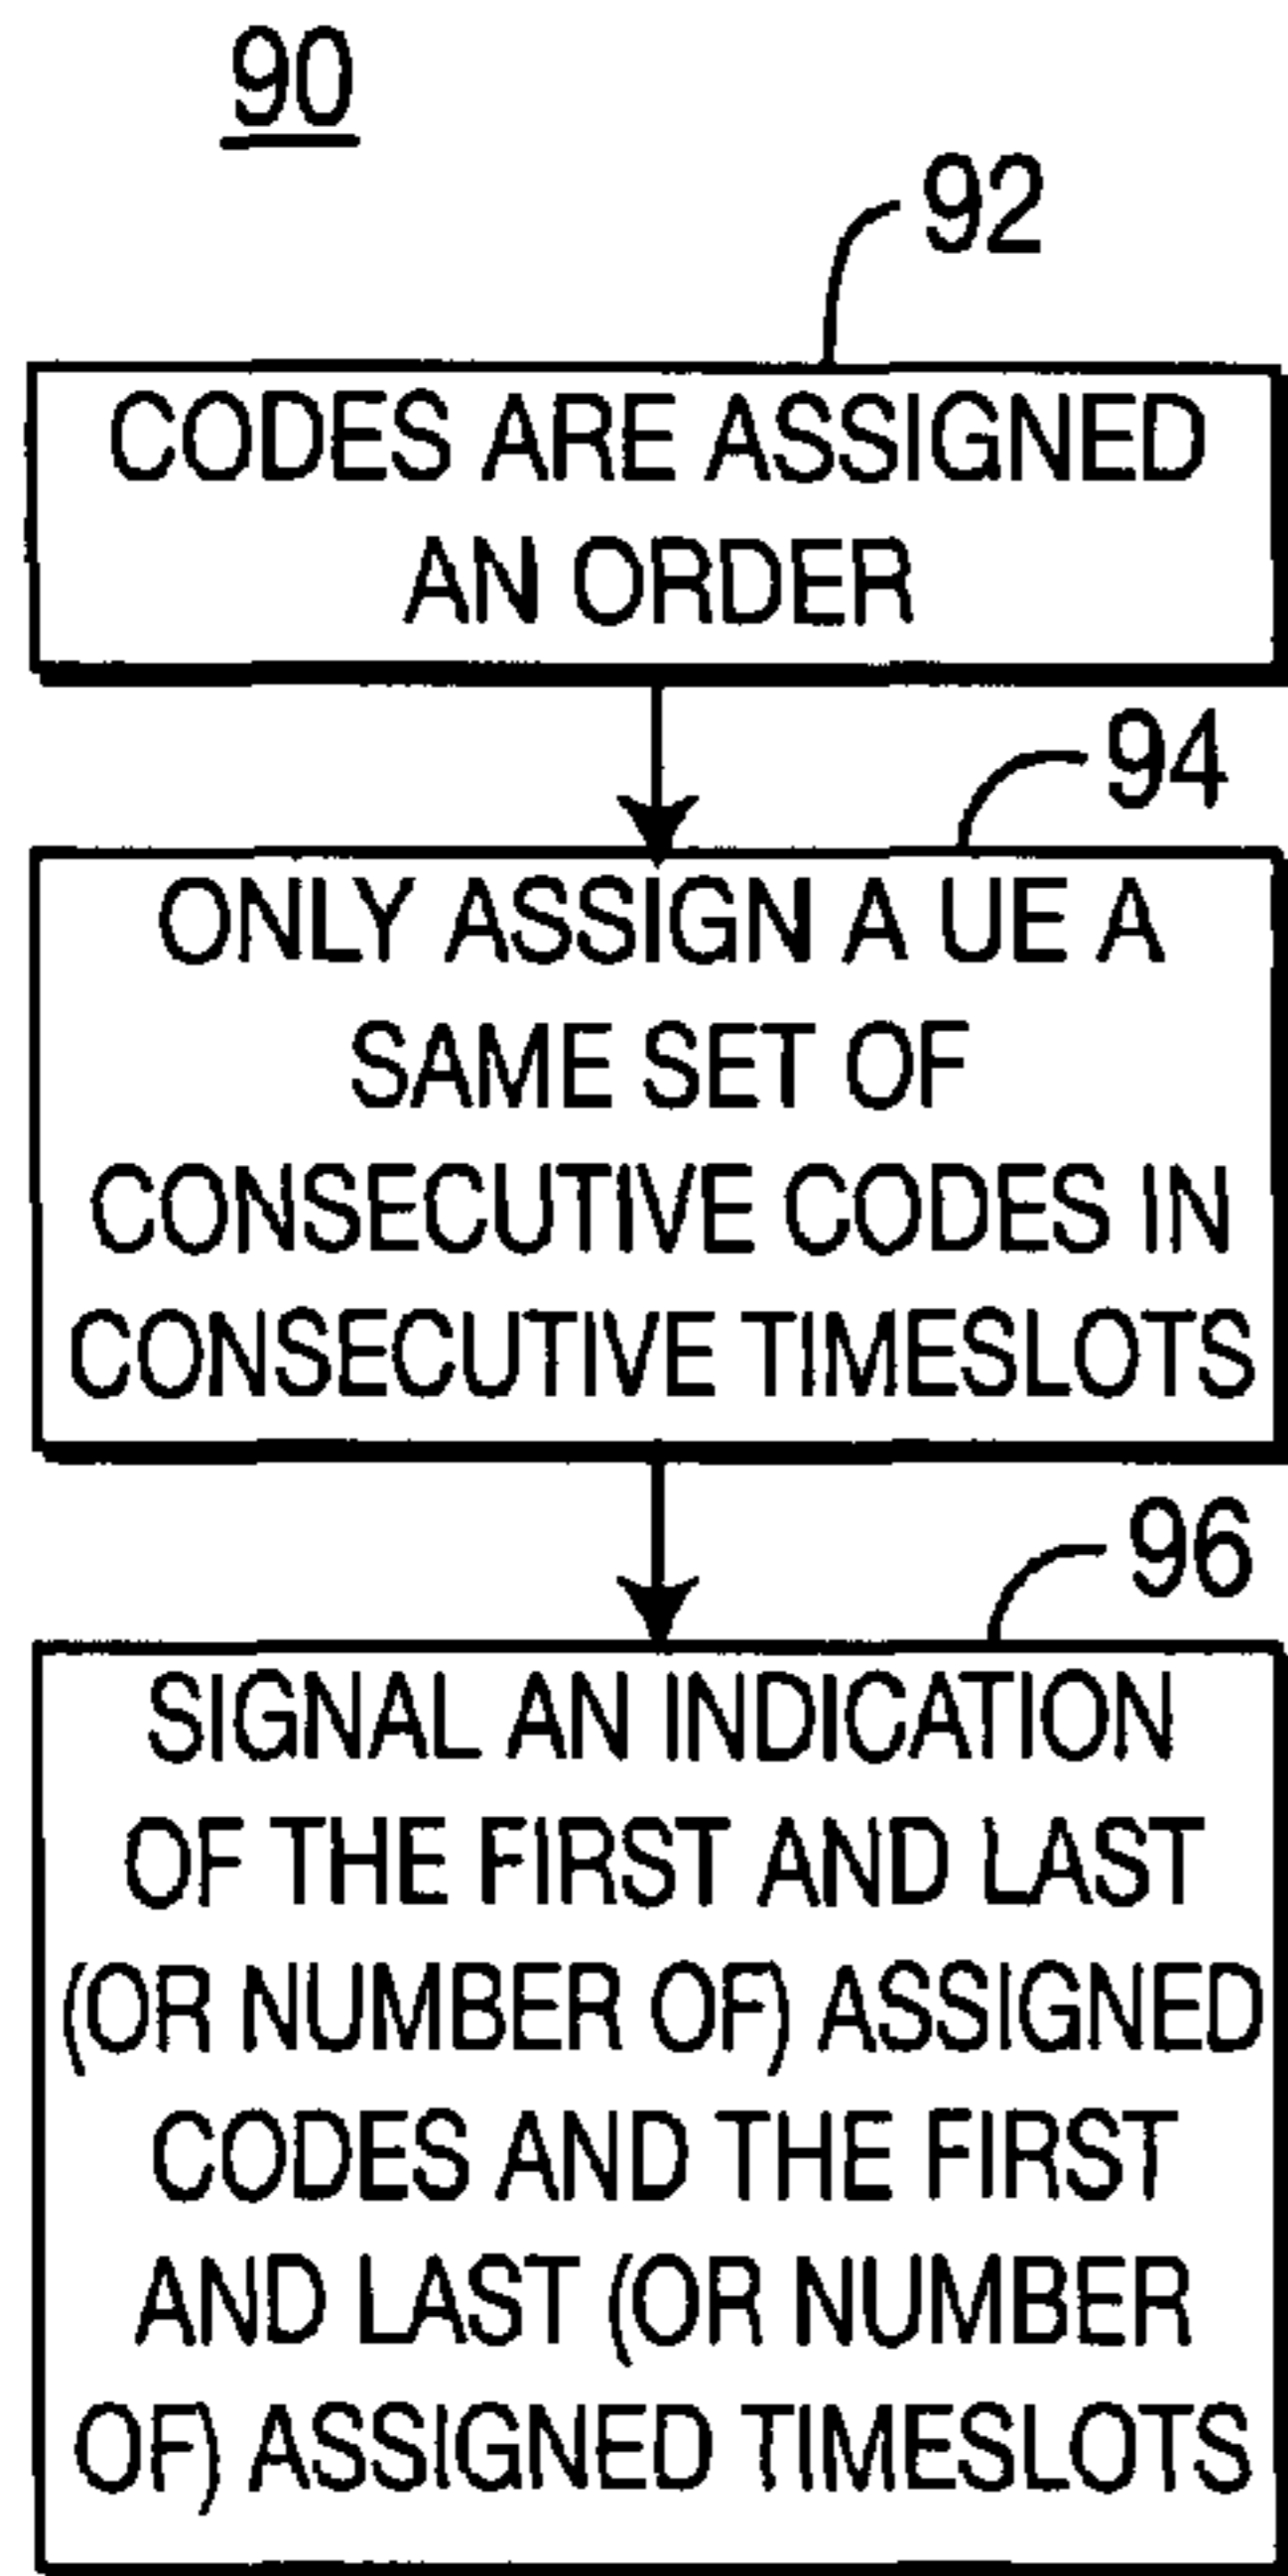 90
92
CODES ARE ASSIGNED
AN ORDER
94
ONLY ASSIGN A UE A
SAME SET OF
CONSECUTIVE CODES IN
CONSECUTIVE TIMESLOTS
96
SIGNAL AN INDICATION
OF THE FIRST AND LAST
(OR NUMBER OF) ASSIGNED
CODES AND THE FIRST
AND LAST (OR NUMBER
OF) ASSIGNED TIMESLOTS